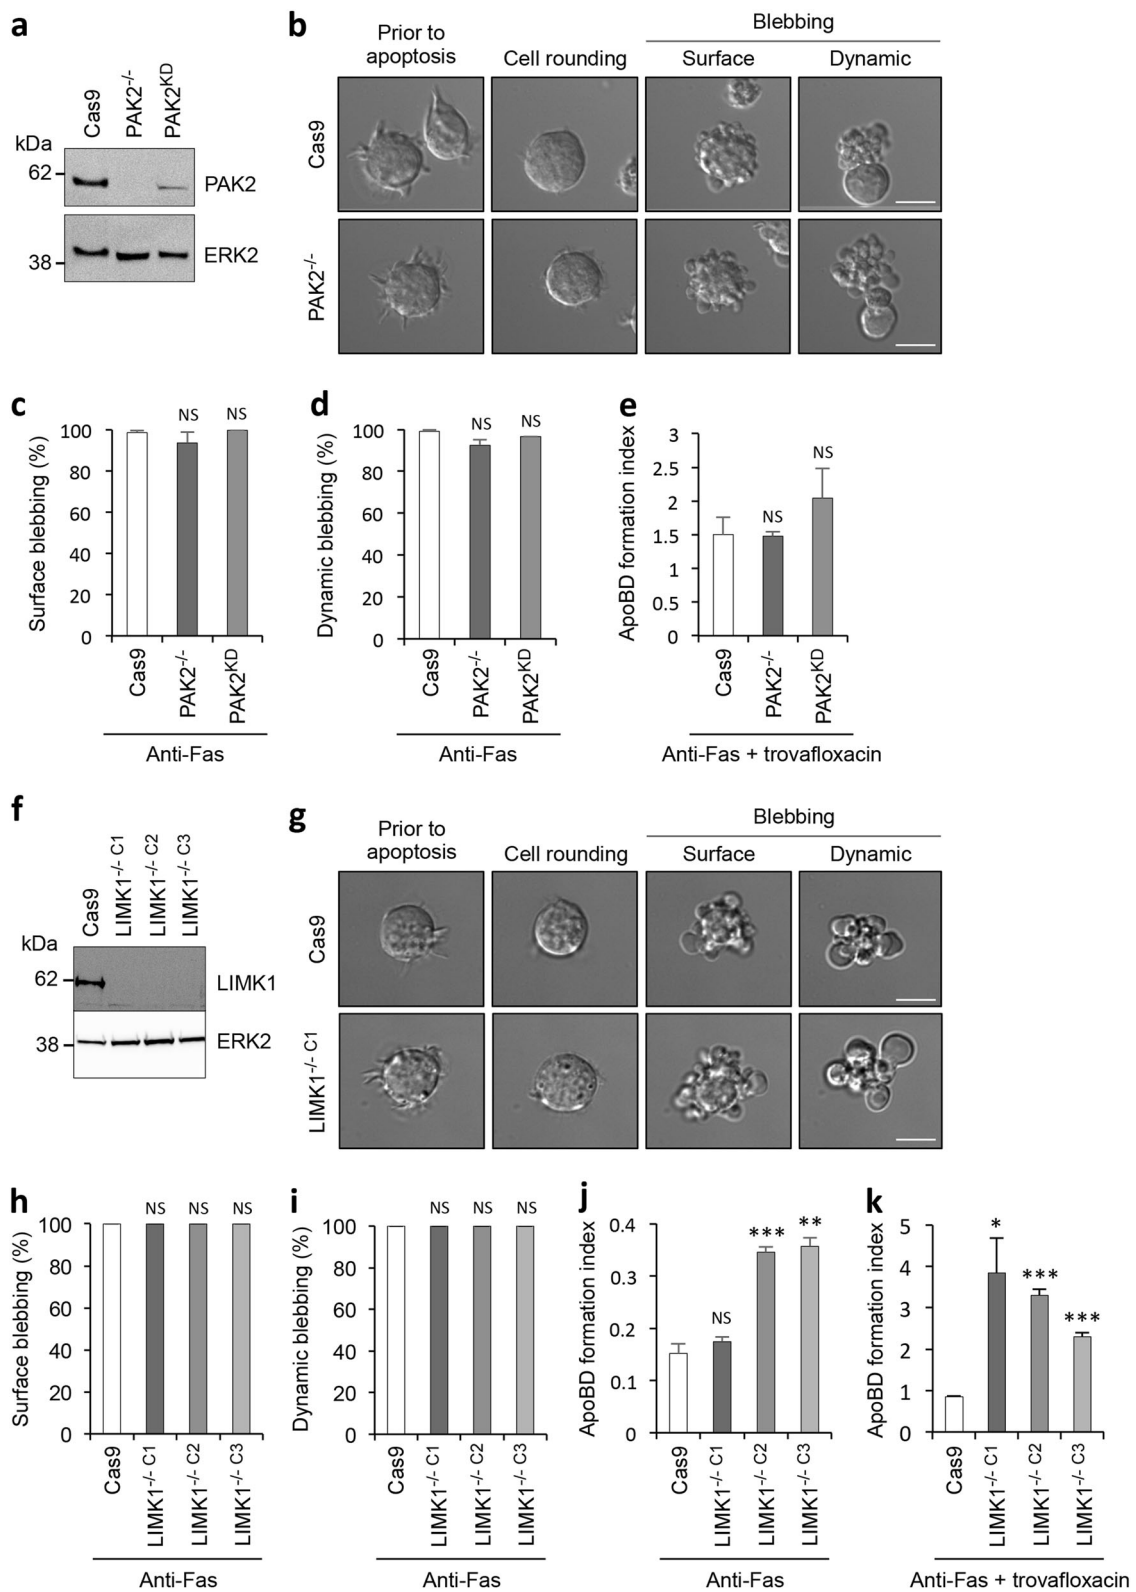 a
kDa
Cas9
PAK2-/-
PAK2KD
62
PAK2
38
ERK2
b
Prior to
apoptosis
Cell rounding
Blebbing
Surface
Dynamic
Cas9
PAK2-/-
c
Surface blebbing (%)
100
80
60
40
20
0
NS
NS
Cas9
PAK2-/-
PAK2KD
Anti-Fas
d
Dynamic blebbing (%)
100
80
60
40
20
0
NS
NS
Cas9
PAK2-/-
PAK2KD
Anti-Fas
e
ApoBD formation index
3
2.5
2
1.5
1
0.5
0
NS
NS
Cas9
PAK2-/-
PAK2KD
Anti-Fas + trovafloxacin
f
kDa
Cas9
LIMK1-/- C1
LIMK1-/- C2
LIMK1-/- C3
62
LIMK1
38
ERK2
g
Prior to
apoptosis
Cell rounding
Blebbing
Surface
Dynamic
Cas9
LIMK1-/- C1
h
Surface blebbing (%)
100
80
60
40
20
0
NS
NS
NS
Cas9
LIMK1-/- C1
LIMK1-/- C2
LIMK1-/- C3
Anti-Fas
i
Dynamic blebbing (%)
100
80
60
40
20
0
NS
NS
NS
Cas9
LIMK1-/- C1
LIMK1-/- C2
LIMK1-/- C3
Anti-Fas
j
ApoBD formation index
0.4
0.3
0.2
0.1
0
NS
***
**
Cas9
LIMK1-/- C1
LIMK1-/- C2
LIMK1-/- C3
Anti-Fas
k
ApoBD formation index
5
4
3
2
1
0
*
***
***
Cas9
LIMK1-/- C1
LIMK1-/- C2
LIMK1-/- C3
Anti-Fas + trovafloxacin